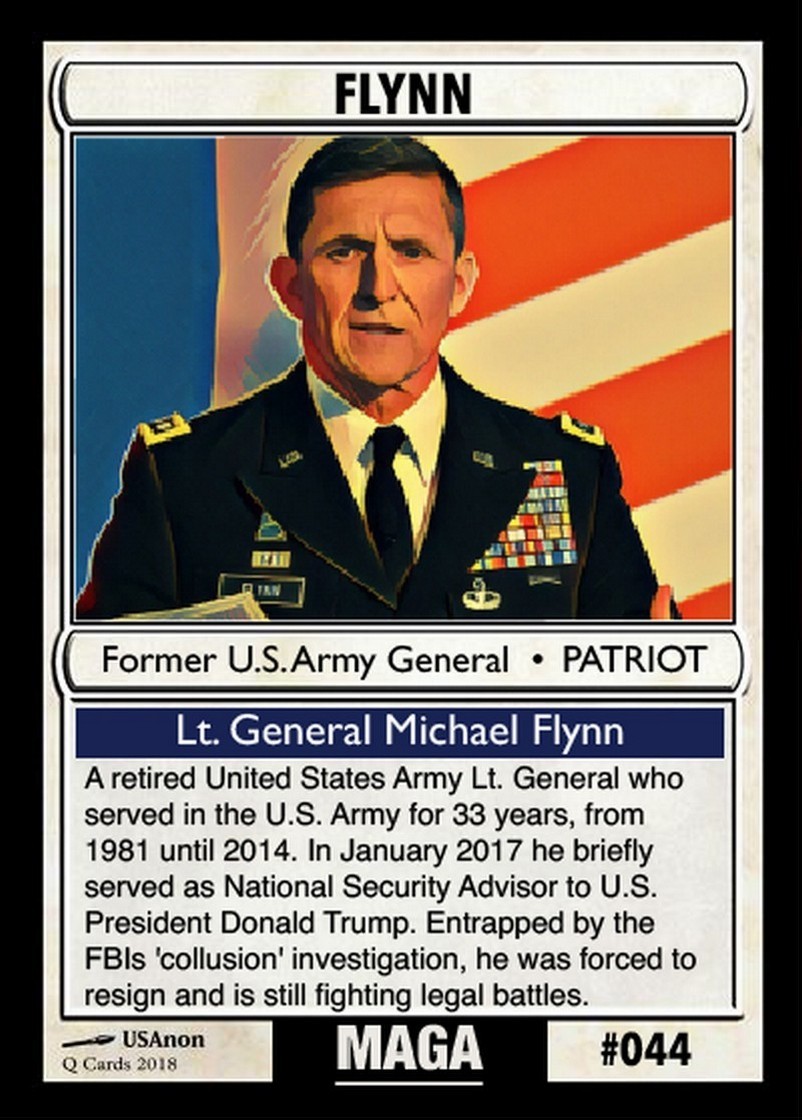 FLYNN
Former U.S. Army General • PATRIOT
Lt. General Michael Flynn
A retired United States Army Lt. General who
served in the U.S. Army for 33 years, from
1981 until 2014. In January 2017 he briefly
served as National Security Advisor to U.S.
President Donald Trump. Entrapped by the
FBIs 'collusion' investigation, he was forced to
resign and is still fighting legal battles.
USAnon
Q Cards 2018
MAGA
#044